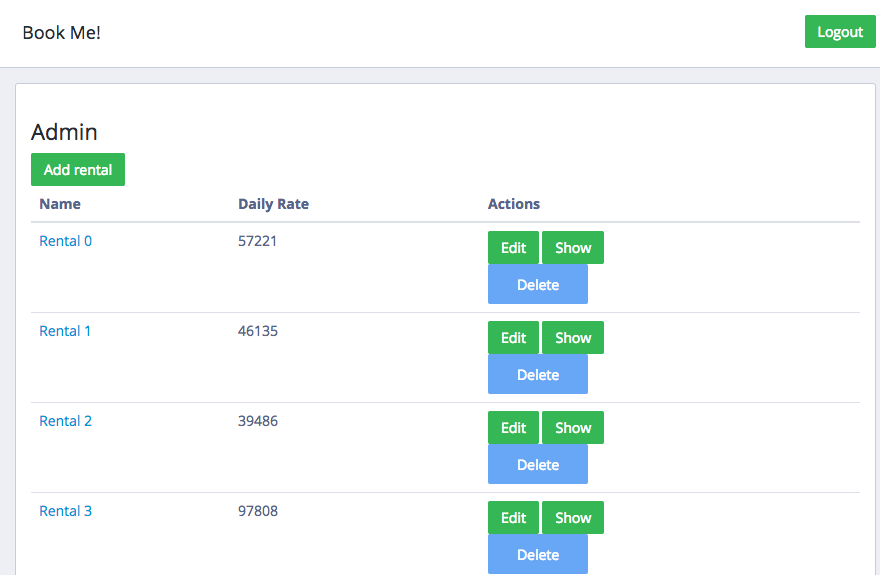 Book Me! Logout
Admin
Add rental
Name Daily Rate Actions
Rental 0 57221 Edit Show
Delete
Rental 1 46135 Edit Show
Delete
Rental 2 39486 Edit Show
Delete
Rental 3 97808 Edit Show
Delete